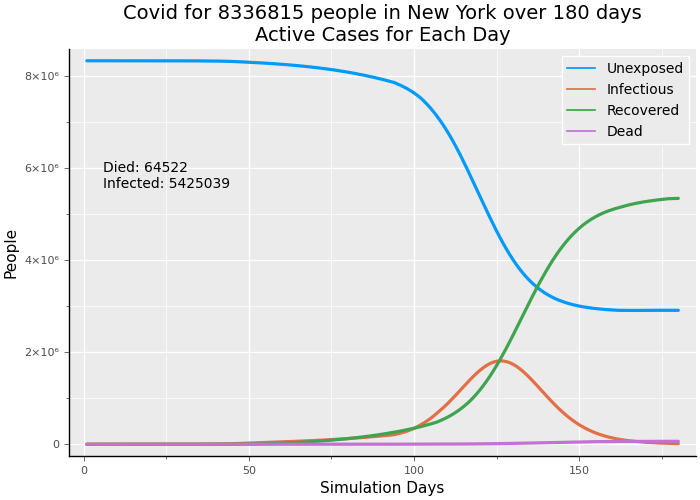 Covid for 8336815 people in New York over 180 days
Active Cases for Each Day
Unexposed
Infectious
Recovered
Dead
Died: 64522
Infected: 5425039
People
8×10⁶
6×10⁶
4×10⁶
2×10⁶
0
0 50 100 150
Simulation Days